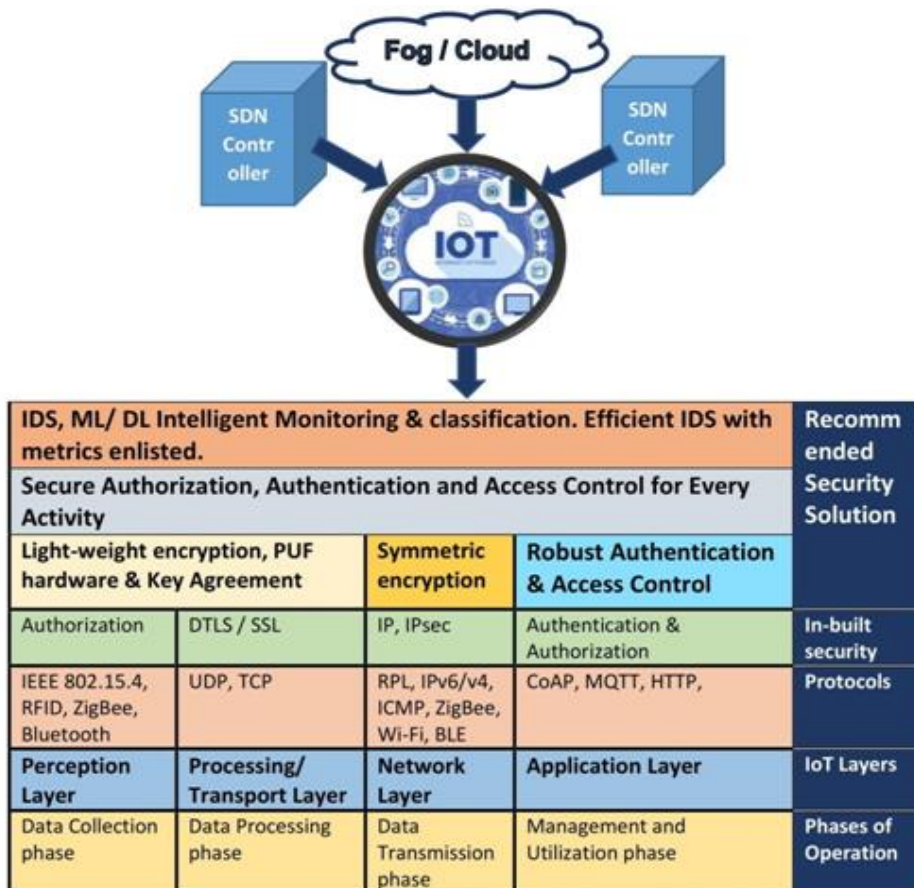 Fog / Cloud
SDN
Contr
oller
SDN
Contr
oller
IOT
IDS, ML/ DL Intelligent Monitoring & classification. Efficient IDS with
metrics enlisted.
Recomm
ended
Security
Solution
Secure Authorization, Authentication and Access Control for Every
Activity
Light-weight encryption, PUF
hardware & Key Agreement
Symmetric
encryption
Robust Authentication
& Access Control
Authorization
DTLS / SSL
IP, IPsec
Authentication &
Authorization
In-built
security
IEEE 802.15.4,
RFID, ZigBee,
Bluetooth
UDP, TCP
RPL, IPv6/v4,
ICMP, ZigBee,
Wi-Fi, BLE
CoAP, MQTT, HTTP,
Protocols
Perception
Layer
Processing/
Transport Layer
Network
Layer
Application Layer
IoT Layers
Data Collection
phase
Data Processing
phase
Data
Transmission
phase
Management and
Utilization phase
Phases of
Operation